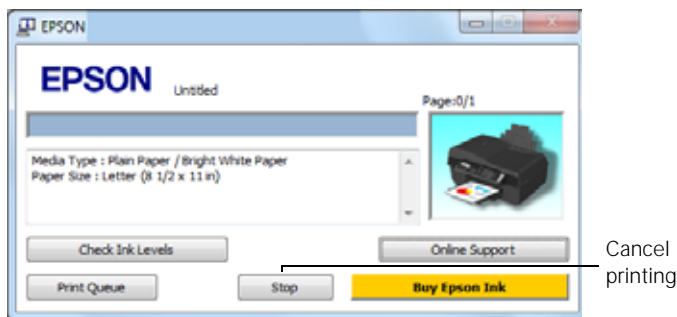 EPSON
EPSON
Untitled
Page:0/1
Media Type : Plain Paper / Bright White Paper
Paper Size : Letter (8 1/2 x 11 in)
Check Ink Levels
Online Support
Print Queue
Stop
Buy Epson Ink
Cancel
printing